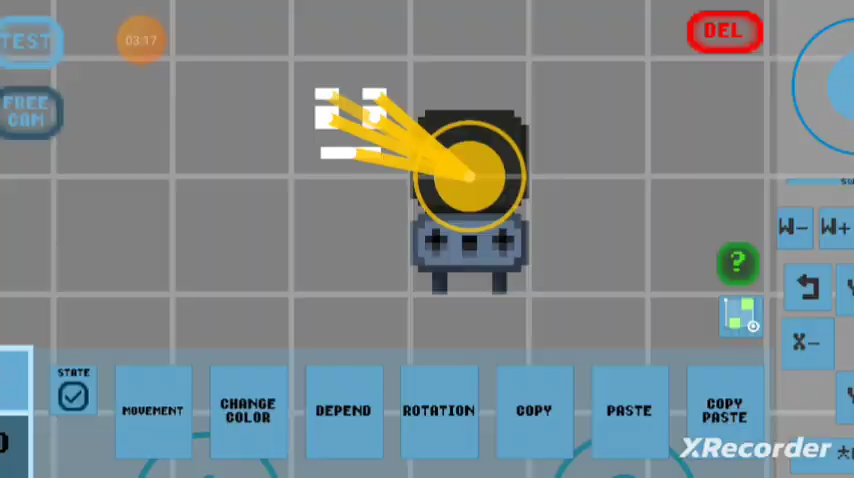 TEST
03:17
DEL
FREE
CAM
W-
W+
?
X-
STATE
MOVEMENT
CHANGE
COLOR
DEPEND
ROTATION
COPY
PASTE
COPY
PASTE
XRecorder